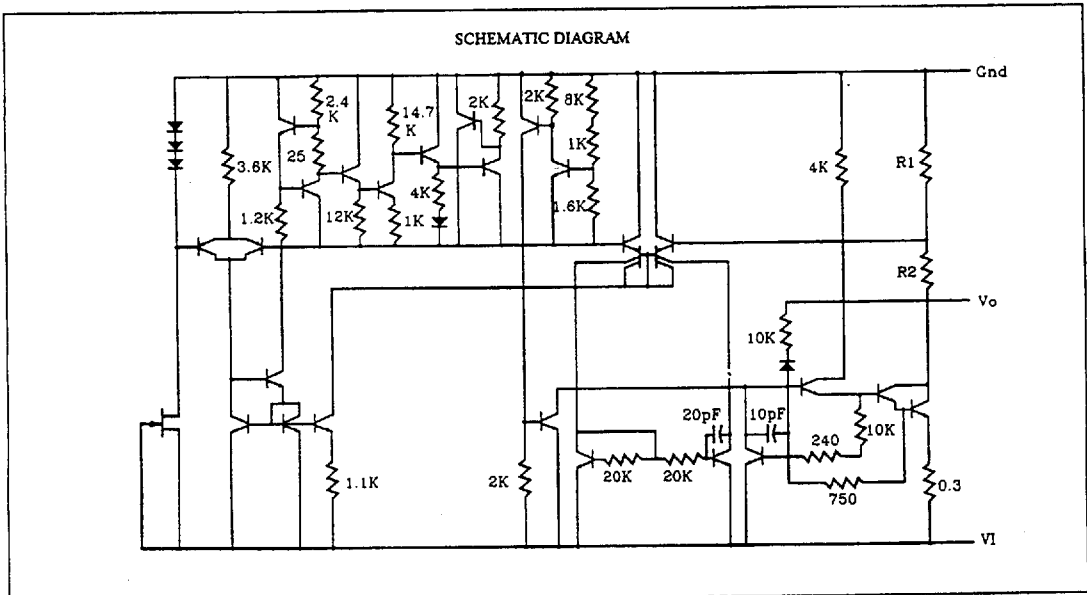 SCHEMATIC DIAGRAM
Gnd
2.4
K
14.7
K
2K
2K
8K
1K
3.6K
25
4K
4K
R1
1.2K
12K
1K
1.6K
R2
Vo
10K
20pF
10pF
10K
240
20K
20K
1.1K
2K
750
0.3
VI